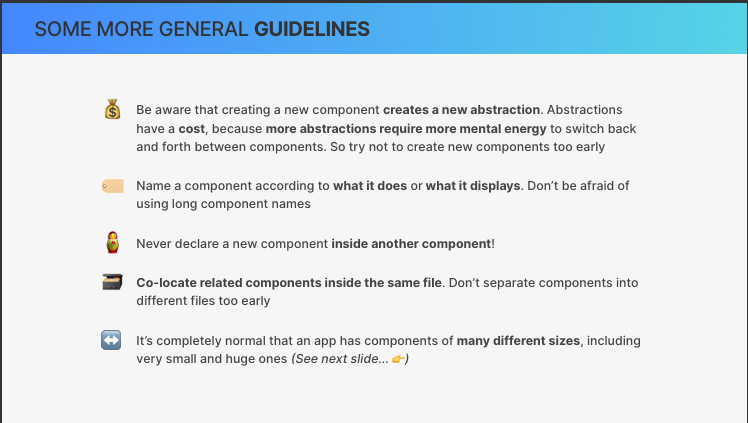 SOME MORE GENERAL GUIDELINES
Be aware that creating a new component creates a new abstraction. Abstractions
have a cost, because more abstractions require more mental energy to switch back
and forth between components. So try not to create new components too early
Name a component according to what it does or what it displays. Don’t be afraid of
using long component names
Never declare a new component inside another component!
Co-locate related components inside the same file. Don’t separate components into
different files too early
It’s completely normal that an app has components of many different sizes, including
very small and huge ones (See next slide… 👉)